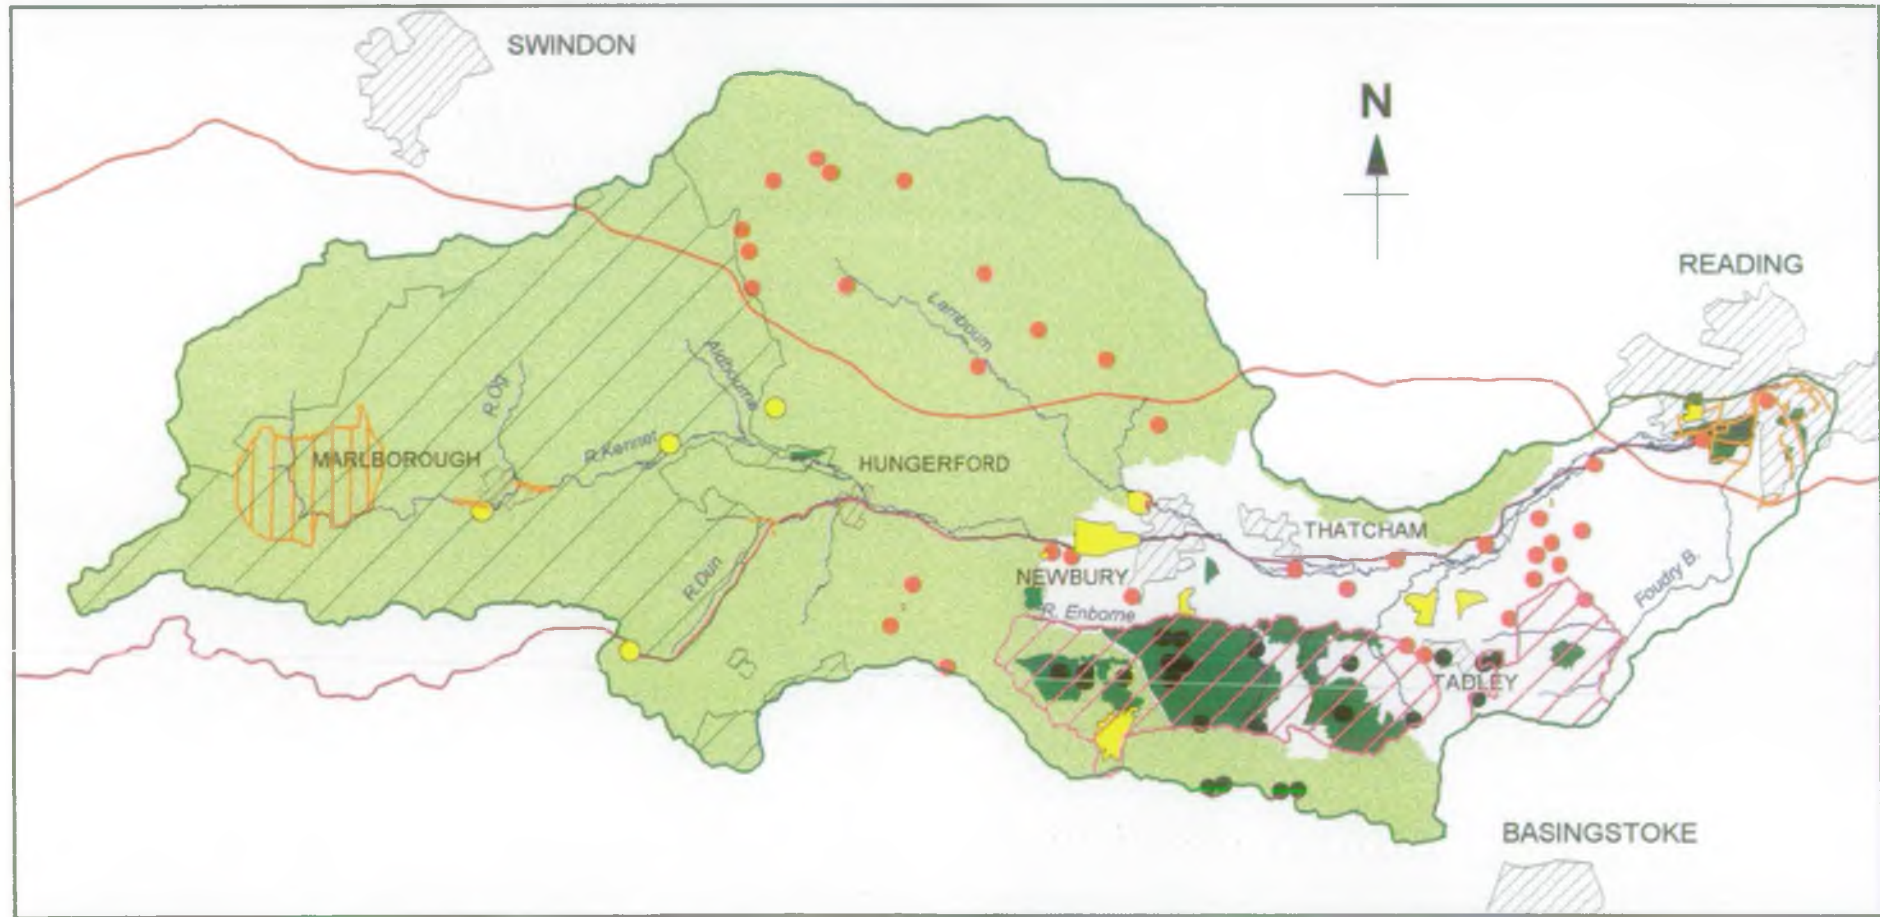 SWINDON
N
READING
Lambourn
Aldbourne
R.Og
R.Kennet
MARLBOROUGH
HUNGERFORD
THATCHAM
NEWBURY
R.Dun
R. Enborne
Foudry B.
TADLEY
BASINGSTOKE